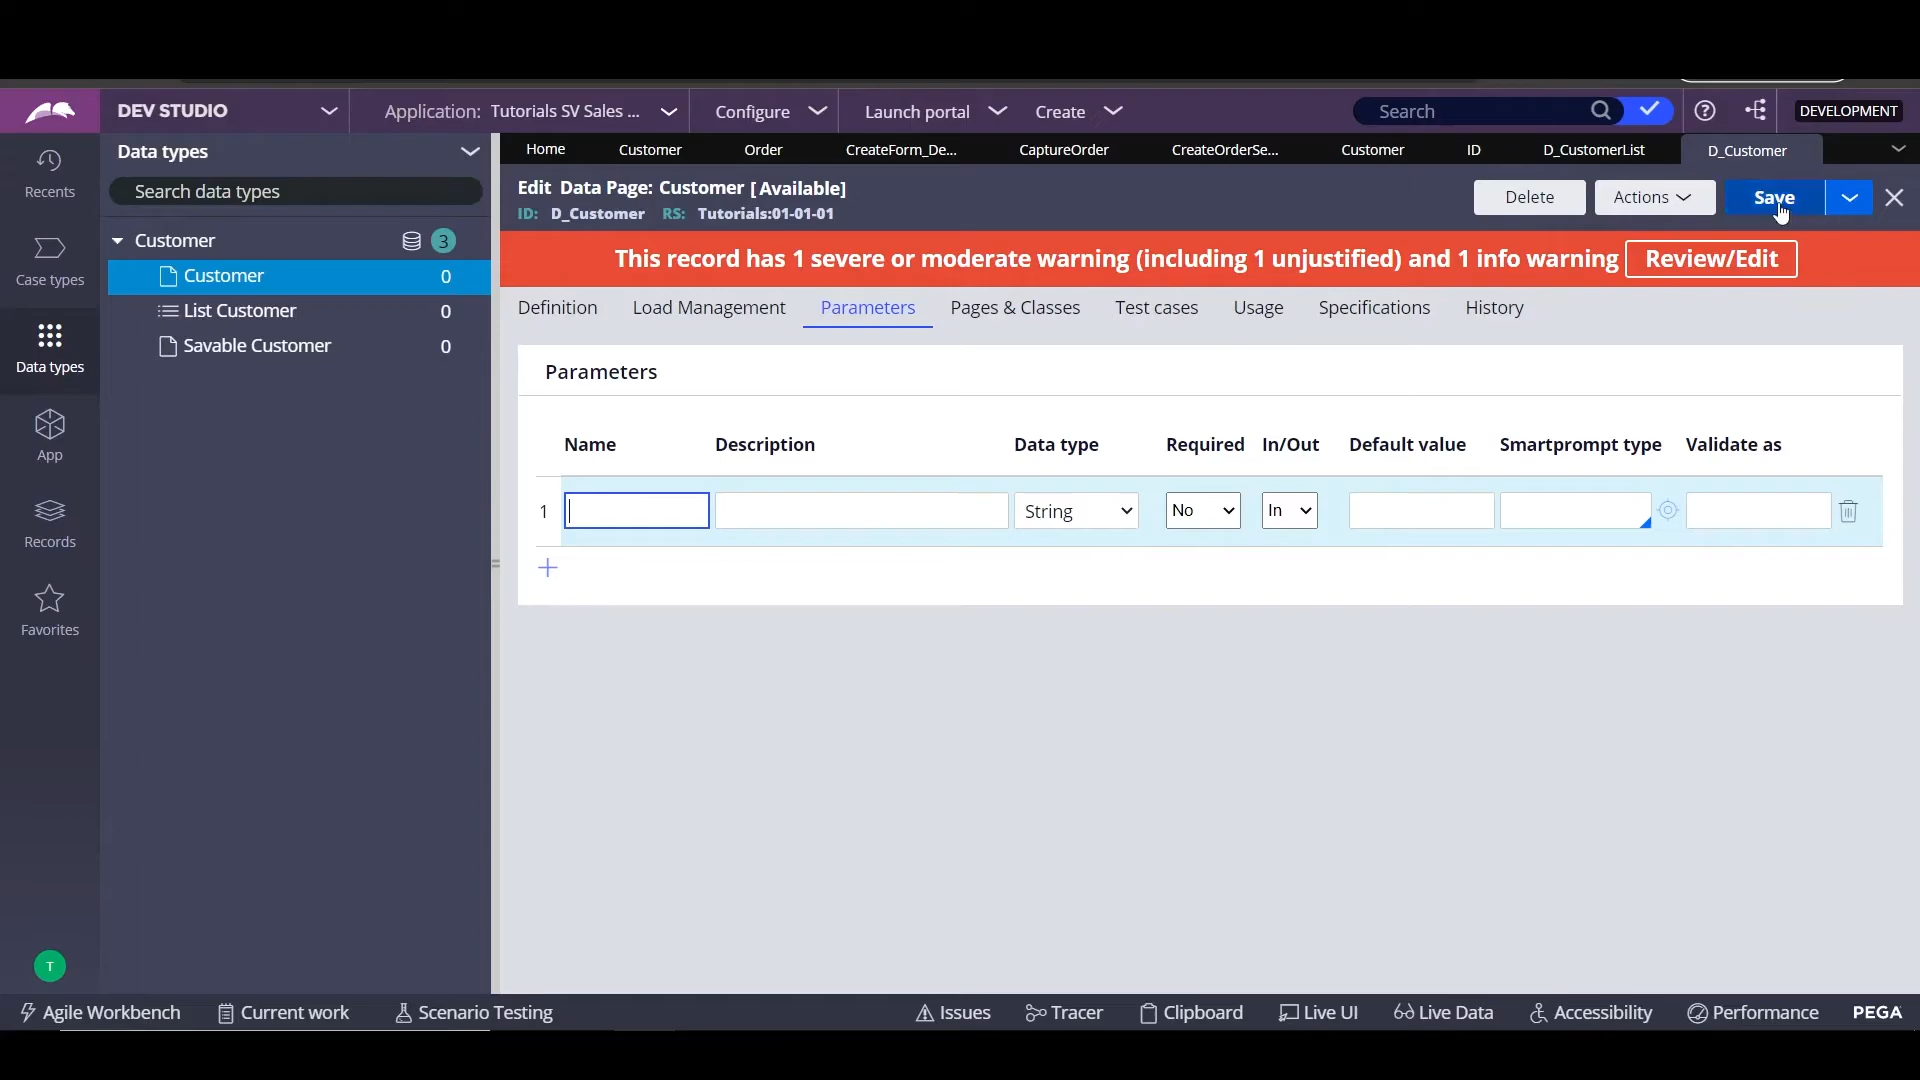 DEV STUDIO
Application: Tutorials SV Sales ...
Configure
Launch portal
Create
Search
DEVELOPMENT
Recents
Case types
Data types
App
Records
Favorites
T
Data types
Search data types
Customer 3
Customer 0
List Customer 0
Savable Customer 0
Home Customer Order CreateForm_De... CaptureOrder CreateOrderSe... Customer ID D_CustomerList D_Customer
Edit Data Page: Customer [Available]
ID: D_Customer RS: Tutorials:01-01-01
Delete
Actions
Save
This record has 1 severe or moderate warning (including 1 unjustified) and 1 info warning Review/Edit
Definition Load Management Parameters Pages & Classes Test cases Usage Specifications History
Parameters
Name Description Data type Required In/Out Default value Smartprompt type Validate as
1 String No In
Agile Workbench Current work Scenario Testing Issues Tracer Clipboard Live UI Live Data Accessibility Performance PEGA